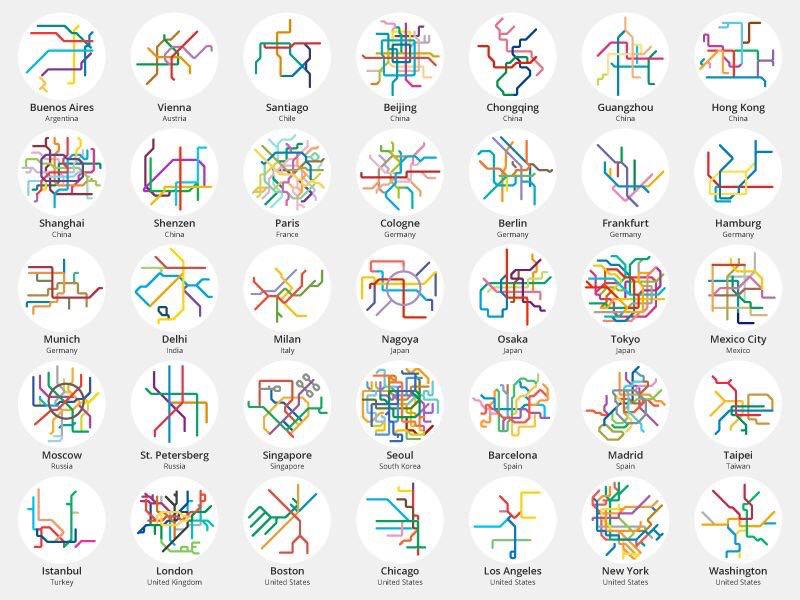 Buenos Aires
Argentina
Vienna
Austria
Santiago
Chile
Beijing
China
Chongqing
China
Guangzhou
China
Hong Kong
China
Shanghai
China
Shenzen
China
Paris
France
Cologne
Germany
Berlin
Germany
Frankfurt
Germany
Hamburg
Germany
Munich
Germany
Delhi
India
Milan
Italy
Nagoya
Japan
Osaka
Japan
Tokyo
Japan
Mexico City
Mexico
Moscow
Russia
St. Petersberg
Russia
Singapore
Singapore
Seoul
South Korea
Barcelona
Spain
Madrid
Spain
Taipei
Taiwan
Istanbul
Turkey
London
United Kingdom
Boston
United States
Chicago
United States
Los Angeles
United States
New York
United States
Washington
United States